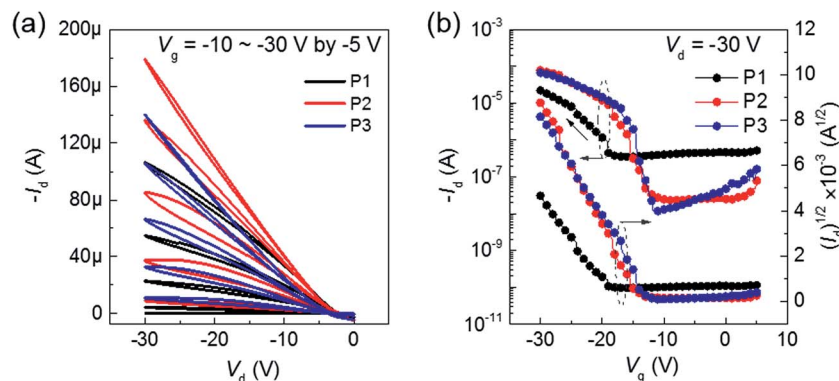 (a)
V_g = -10 ~ -30 V by -5 V
P1
P2
P3
200µ
160µ
120µ
80µ
40µ
0
-I_d (A)
-30
-20
-10
0
V_d (V)
(b)
V_d = -30 V
P1
P2
P3
10^-3
10^-5
10^-7
10^-9
10^-11
-I_d (A)
12
10
8
6
4
2
0
(I_d)^1/2 ×10^-3 (A^1/2)
-30
-20
-10
0
10
V_g (V)